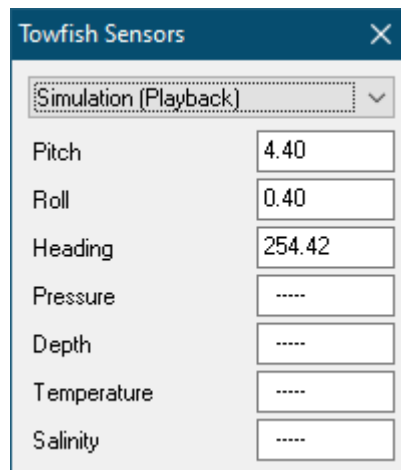 Towfish Sensors
Simulation (Playback)
Pitch 4.40
Roll 0.40
Heading 254.42
Pressure -----
Depth -----
Temperature -----
Salinity -----